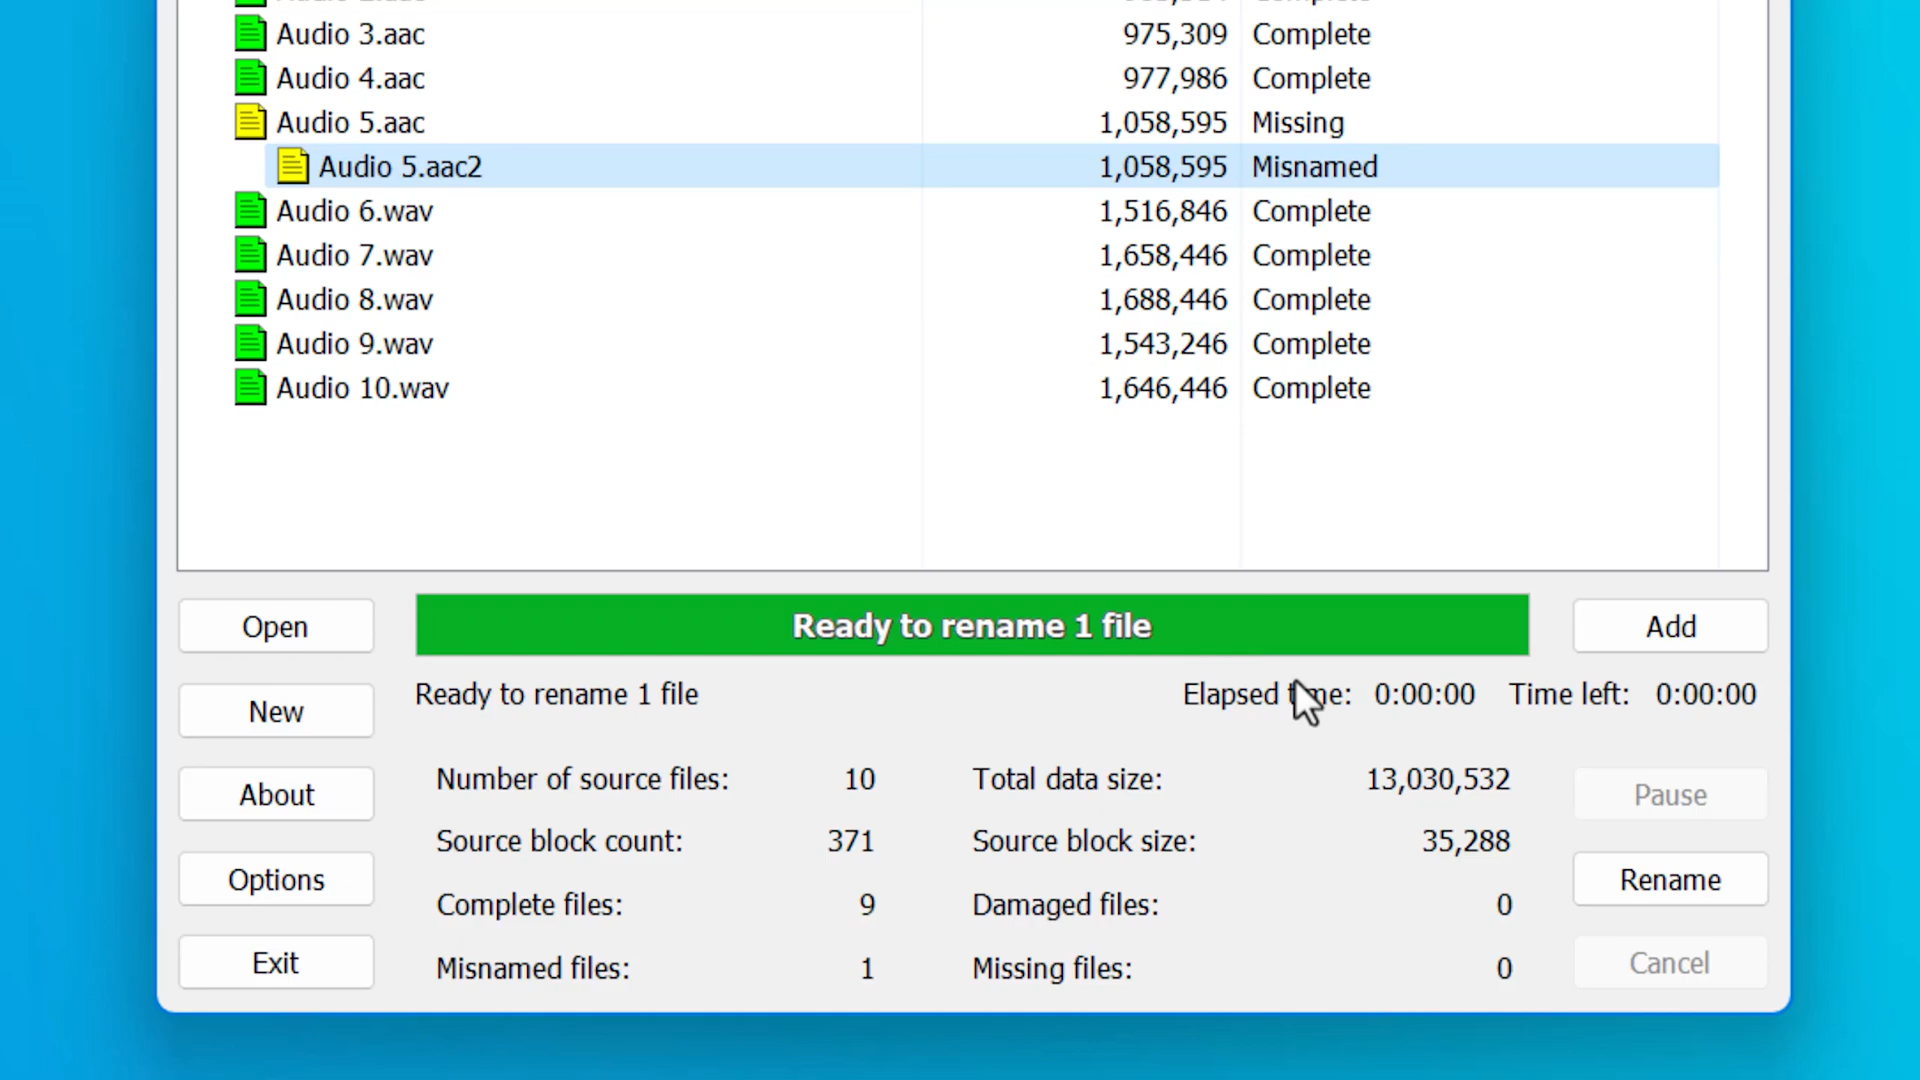 Audio 3.aac 975,309 Complete
Audio 4.aac 977,986 Complete
Audio 5.aac 1,058,595 Missing
Audio 5.aac2 1,058,595 Misnamed
Audio 6.wav 1,516,846 Complete
Audio 7.wav 1,658,446 Complete
Audio 8.wav 1,688,446 Complete
Audio 9.wav 1,543,246 Complete
Audio 10.wav 1,646,446 Complete
Open Ready to rename 1 file Add
Ready to rename 1 file Elapsed time: 0:00:00 Time left: 0:00:00
New
Number of source files: 10 Total data size: 13,030,532
About Pause
Source block count: 371 Source block size: 35,288
Options Rename
Complete files: 9 Damaged files: 0
Exit Cancel
Misnamed files: 1 Missing files: 0